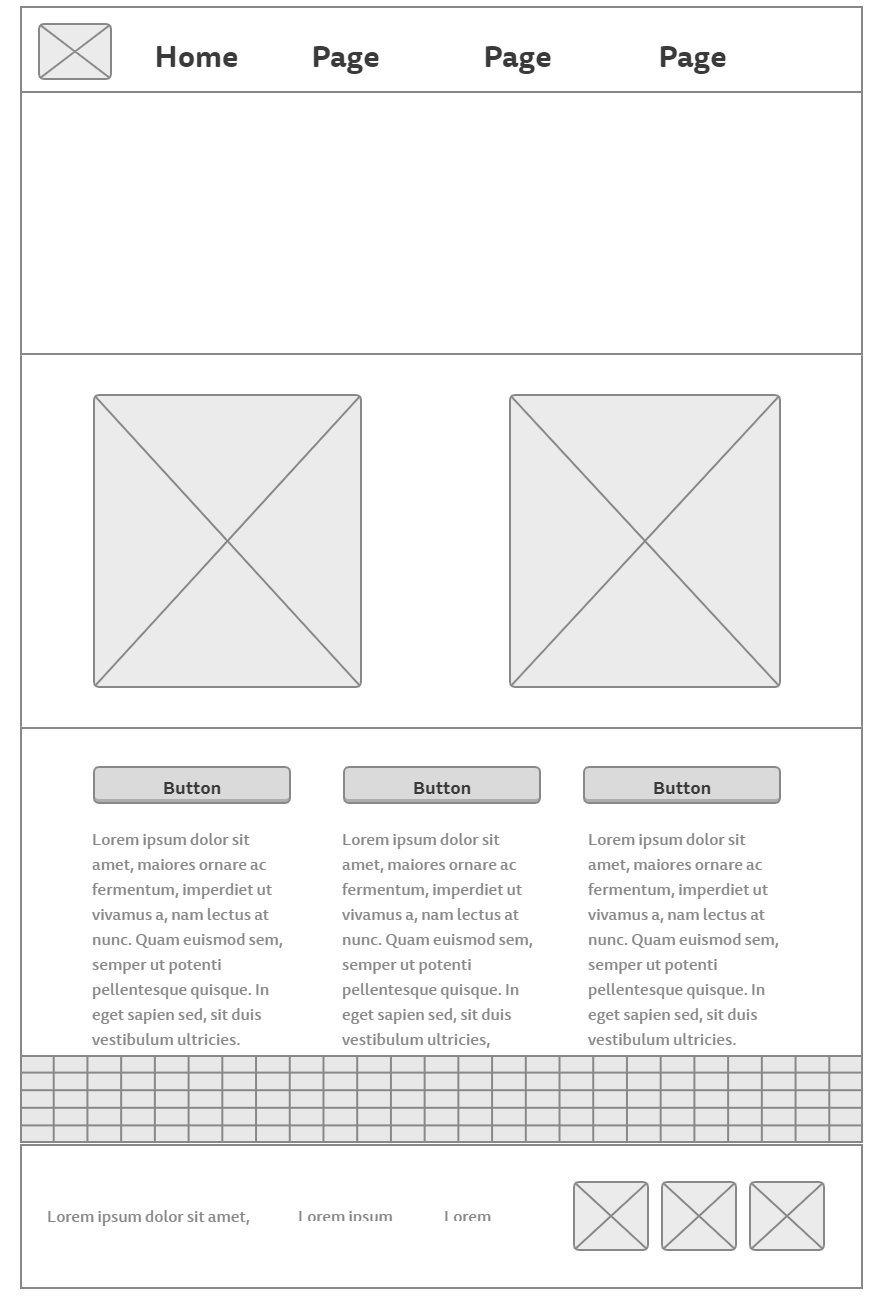 Home Page Page Page
Button Button Button
Lorem ipsum dolor sit
amet, maiores ornare ac
fermentum, imperdiet ut
vivamus a, nam lectus at
nunc. Quam euismod sem,
semper ut potenti
pellentesque quisque. In
eget sapien sed, sit duis
vestibulum ultricies.
Lorem ipsum dolor sit
amet, maiores ornare ac
fermentum, imperdiet ut
vivamus a, nam lectus at
nunc. Quam euismod sem,
semper ut potenti
pellentesque quisque. In
eget sapien sed, sit duis
vestibulum ultricies,
Lorem ipsum dolor sit
amet, maiores ornare ac
fermentum, imperdiet ut
vivamus a, nam lectus at
nunc. Quam euismod sem,
semper ut potenti
pellentesque quisque. In
eget sapien sed, sit duis
vestibulum ultricies.
Lorem ipsum dolor sit amet, Lorem ipsum Lorem